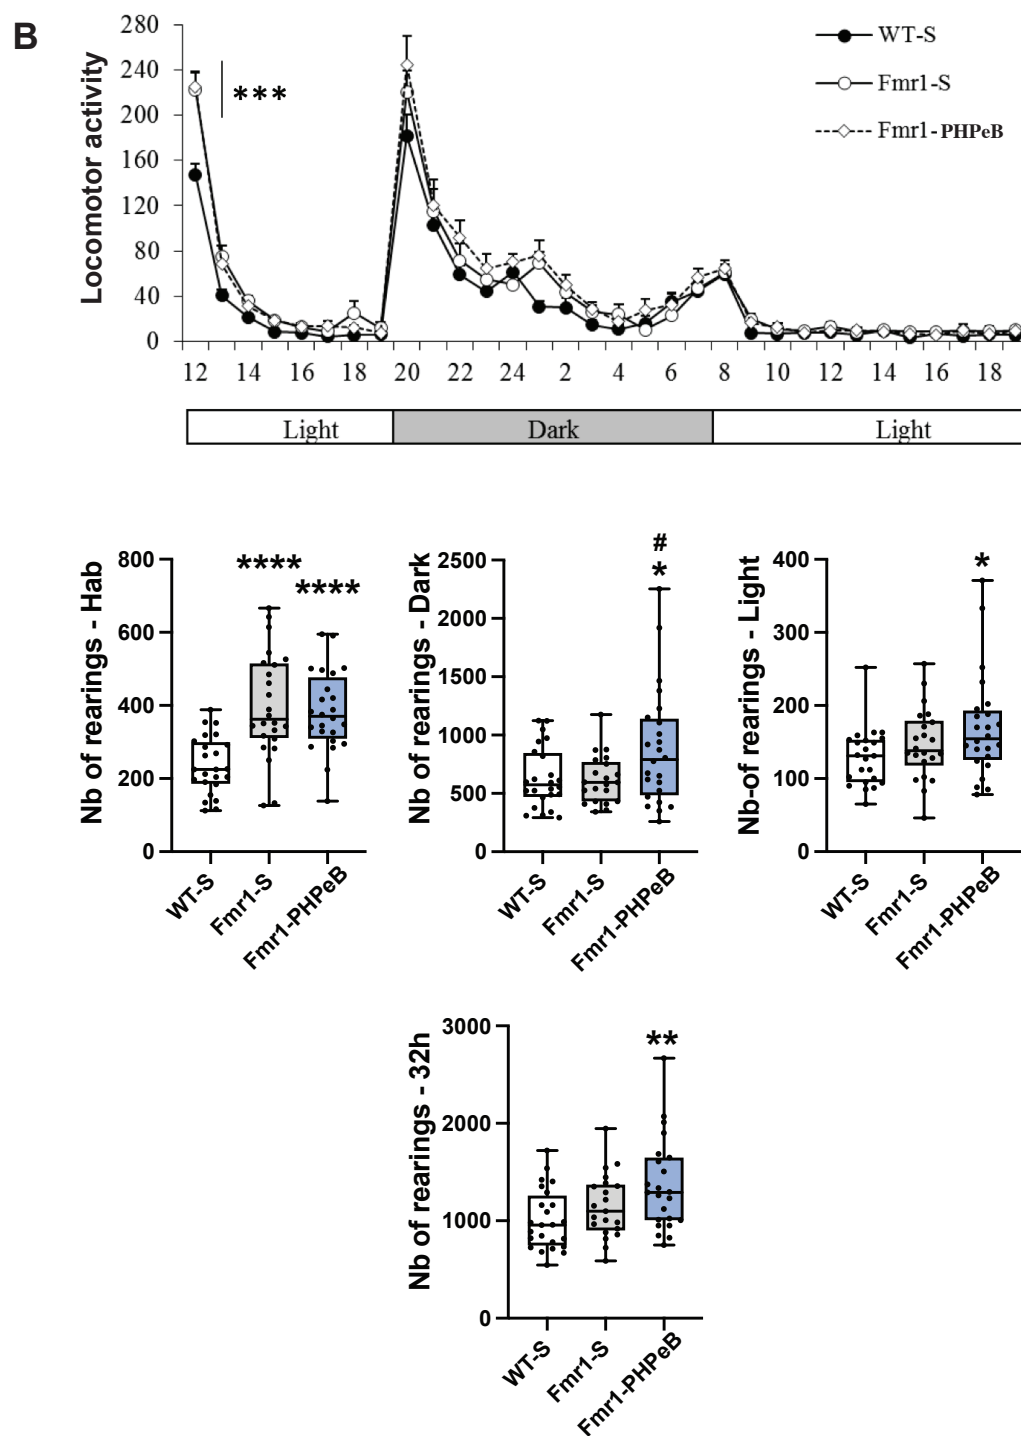 B
Locomotor activity
280
240
200
160
120
80
40
0
***
WT-S
Fmr1-S
Fmr1-PHPeB
12 14 16 18 20 22 24 2 4 6 8 10 12 14 16 18
Light Dark Light
Nb of rearings - Hab
800
600
400
200
0
****
****
WT-S Fmr1-S Fmr1-PHPeB
Nb of rearings - Dark
2500
2000
1500
1000
500
0
#
*
WT-S Fmr1-S Fmr1-PHPeB
Nb-of rearings - Light
400
300
200
100
0
*
WT-S Fmr1-S Fmr1-PHPeB
Nb of rearings - 32h
3000
2000
1000
0
**
WT-S Fmr1-S Fmr1-PHPeB